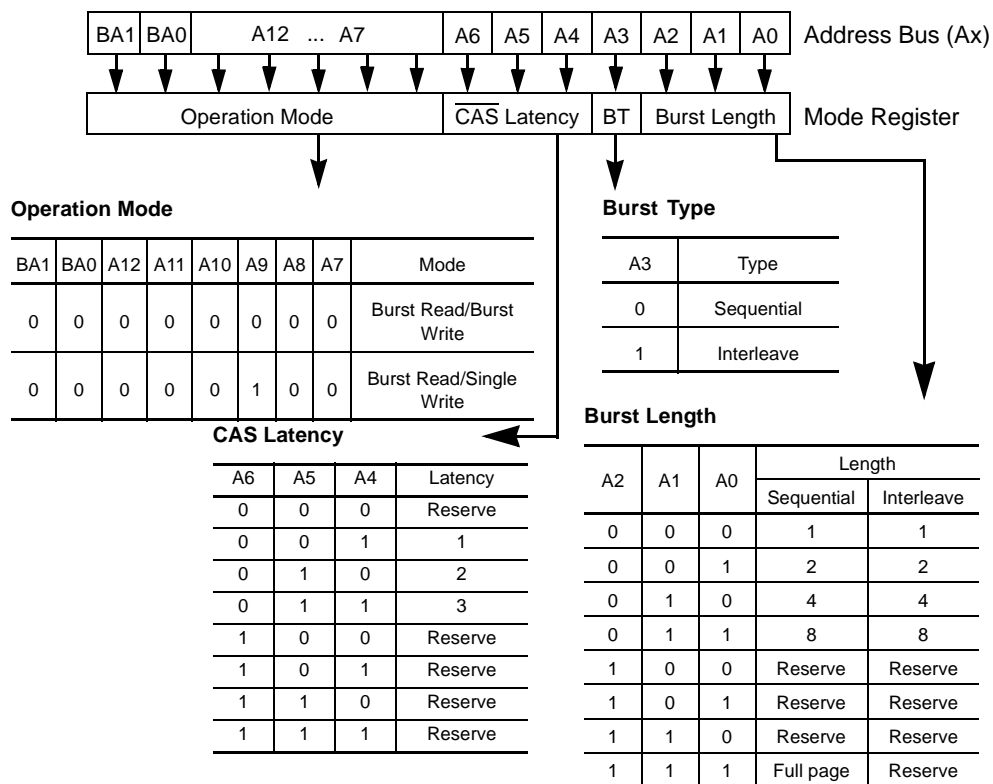 BA1 BA0 A12 ... A7 A6 A5 A4 A3 A2 A1 A0 Address Bus (Ax)
Operation Mode CAS Latency BT Burst Length Mode Register
Operation Mode
BA1 BA0 A12 A11 A10 A9 A8 A7 Mode
0 0 0 0 0 0 0 0 Burst Read/Burst
Write
0 0 0 0 0 1 0 0 Burst Read/Single
Write
Burst Type
A3 Type
0 Sequential
1 Interleave
CAS Latency
A6 A5 A4 Latency
0 0 0 Reserve
0 0 1 1
0 1 0 2
0 1 1 3
1 0 0 Reserve
1 0 1 Reserve
1 1 0 Reserve
1 1 1 Reserve
Burst Length
A2 A1 A0 Length
Sequential Interleave
0 0 0 1 1
0 0 1 2 2
0 1 0 4 4
0 1 1 8 8
1 0 0 Reserve Reserve
1 0 1 Reserve Reserve
1 1 0 Reserve Reserve
1 1 1 Full page Reserve